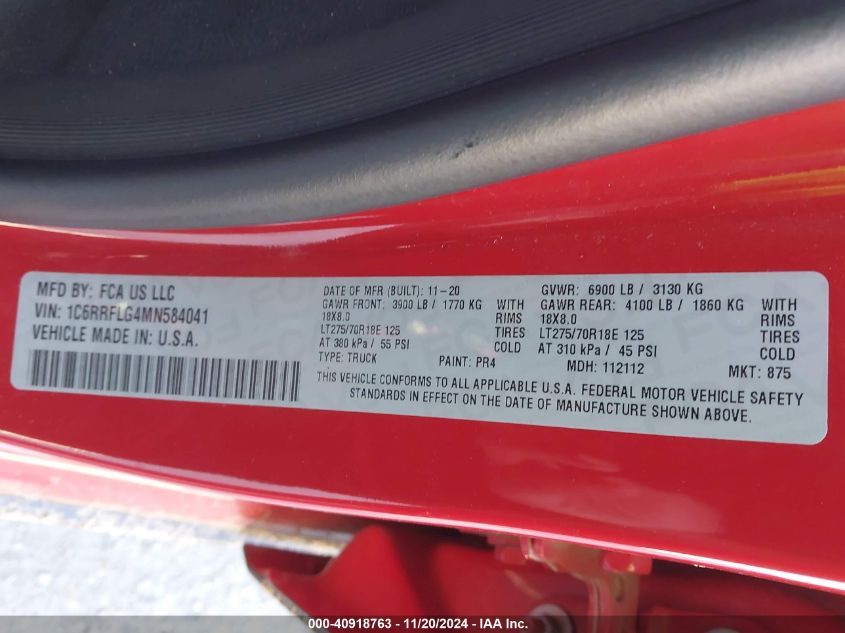 MFD BY: FCA US LLC
VIN: 1C6RRFLG4MN584041
VEHICLE MADE IN: U.S.A.
DATE OF MFR (BUILT): 11-20
GAWR FRONT: 3900 LB / 1770 KG WITH
18X8.0 RIMS
LT275/70R18E 125 TIRES
AT 380 kPa / 55 PSI COLD
TYPE: TRUCK PAINT: PR4
GVWR: 6900 LB / 3130 KG
GAWR REAR: 4100 LB / 1860 KG WITH
18X8.0 RIMS
LT275/70R18E 125 TIRES
AT 310 kPa / 45 PSI COLD
MDH: 112112 MKT: 875
THIS VEHICLE CONFORMS TO ALL APPLICABLE U.S.A. FEDERAL MOTOR VEHICLE SAFETY
STANDARDS IN EFFECT ON THE DATE OF MANUFACTURE SHOWN ABOVE.
000-40918763 - 11/20/2024 - IAA Inc.